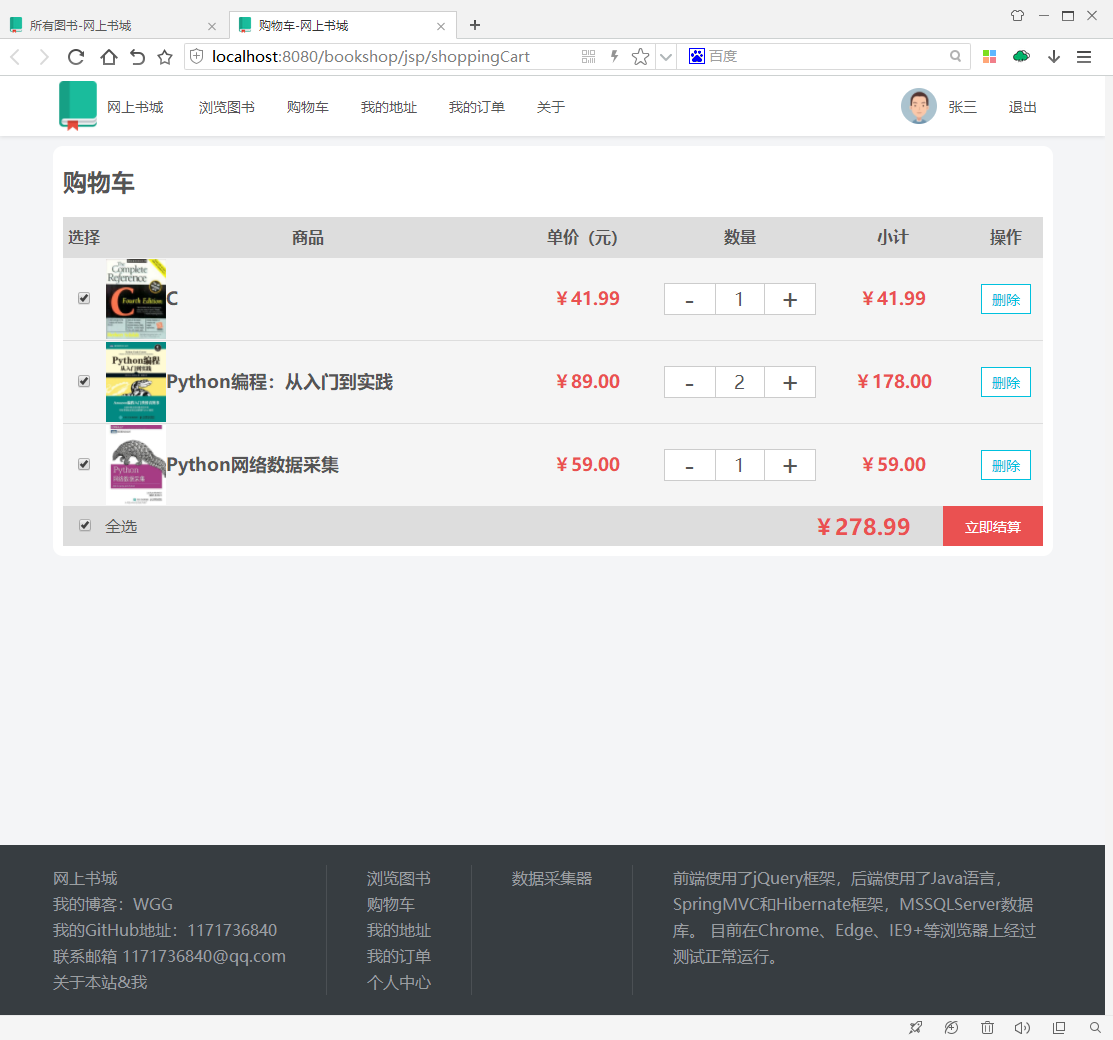 所有图书-网上书城
购物车-网上书城
localhost:8080/bookshop/jsp/shoppingCart
百度
网上书城 浏览图书 购物车 我的地址 我的订单 关于 张三 退出
购物车
选择 商品 单价（元） 数量 小计 操作
The Complete Reference C Fourth Edition
C ￥41.99 - 1 + ￥41.99 删除
Python编程 从入门到实践
Python编程：从入门到实践 ￥89.00 - 2 + ￥178.00 删除
Python 网络数据采集
Python网络数据采集 ￥59.00 - 1 + ￥59.00 删除
全选 ￥278.99 立即结算
网上书城
我的博客：WGG
我的GitHub地址：1171736840
联系邮箱 1171736840@qq.com
关于本站&我
浏览图书
购物车
我的地址
我的订单
个人中心
数据采集器
前端使用了jQuery框架，后端使用了Java语言，
SpringMVC和Hibernate框架，MSSQLServer数据
库。 目前在Chrome、Edge、IE9+等浏览器上经过
测试正常运行。